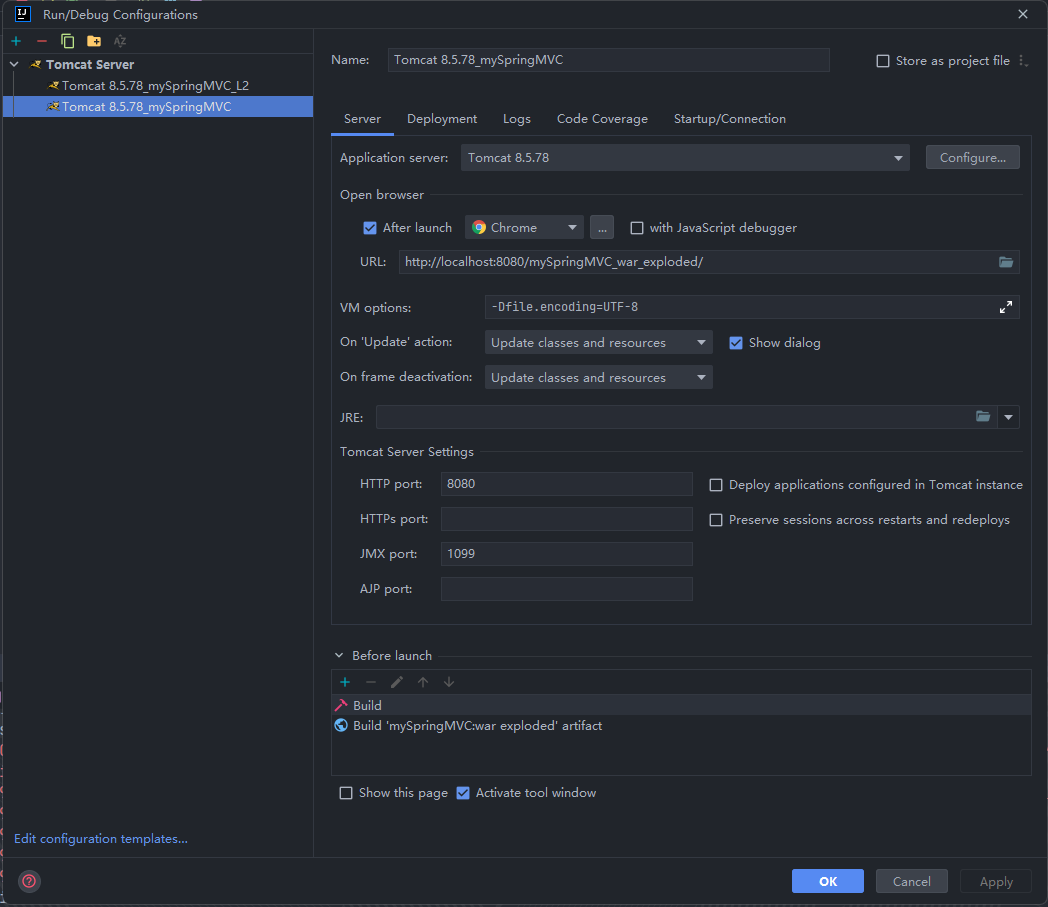 Run/Debug Configurations
Tomcat Server
Tomcat 8.5.78_mySpringMVC_L2
Tomcat 8.5.78_mySpringMVC
Edit configuration templates...
Name: Tomcat 8.5.78_mySpringMVC Store as project file
Server Deployment Logs Code Coverage Startup/Connection
Application server: Tomcat 8.5.78 Configure...
Open browser
After launch Chrome ... with JavaScript debugger
URL: http://localhost:8080/mySpringMVC_war_exploded/
VM options: -Dfile.encoding=UTF-8
On 'Update' action: Update classes and resources Show dialog
On frame deactivation: Update classes and resources
JRE:
Tomcat Server Settings
HTTP port: 8080 Deploy applications configured in Tomcat instance
HTTPs port: Preserve sessions across restarts and redeploys
JMX port: 1099
AJP port:
Before launch
Build
Build 'mySpringMVC:war exploded' artifact
Show this page Activate tool window
OK Cancel Apply